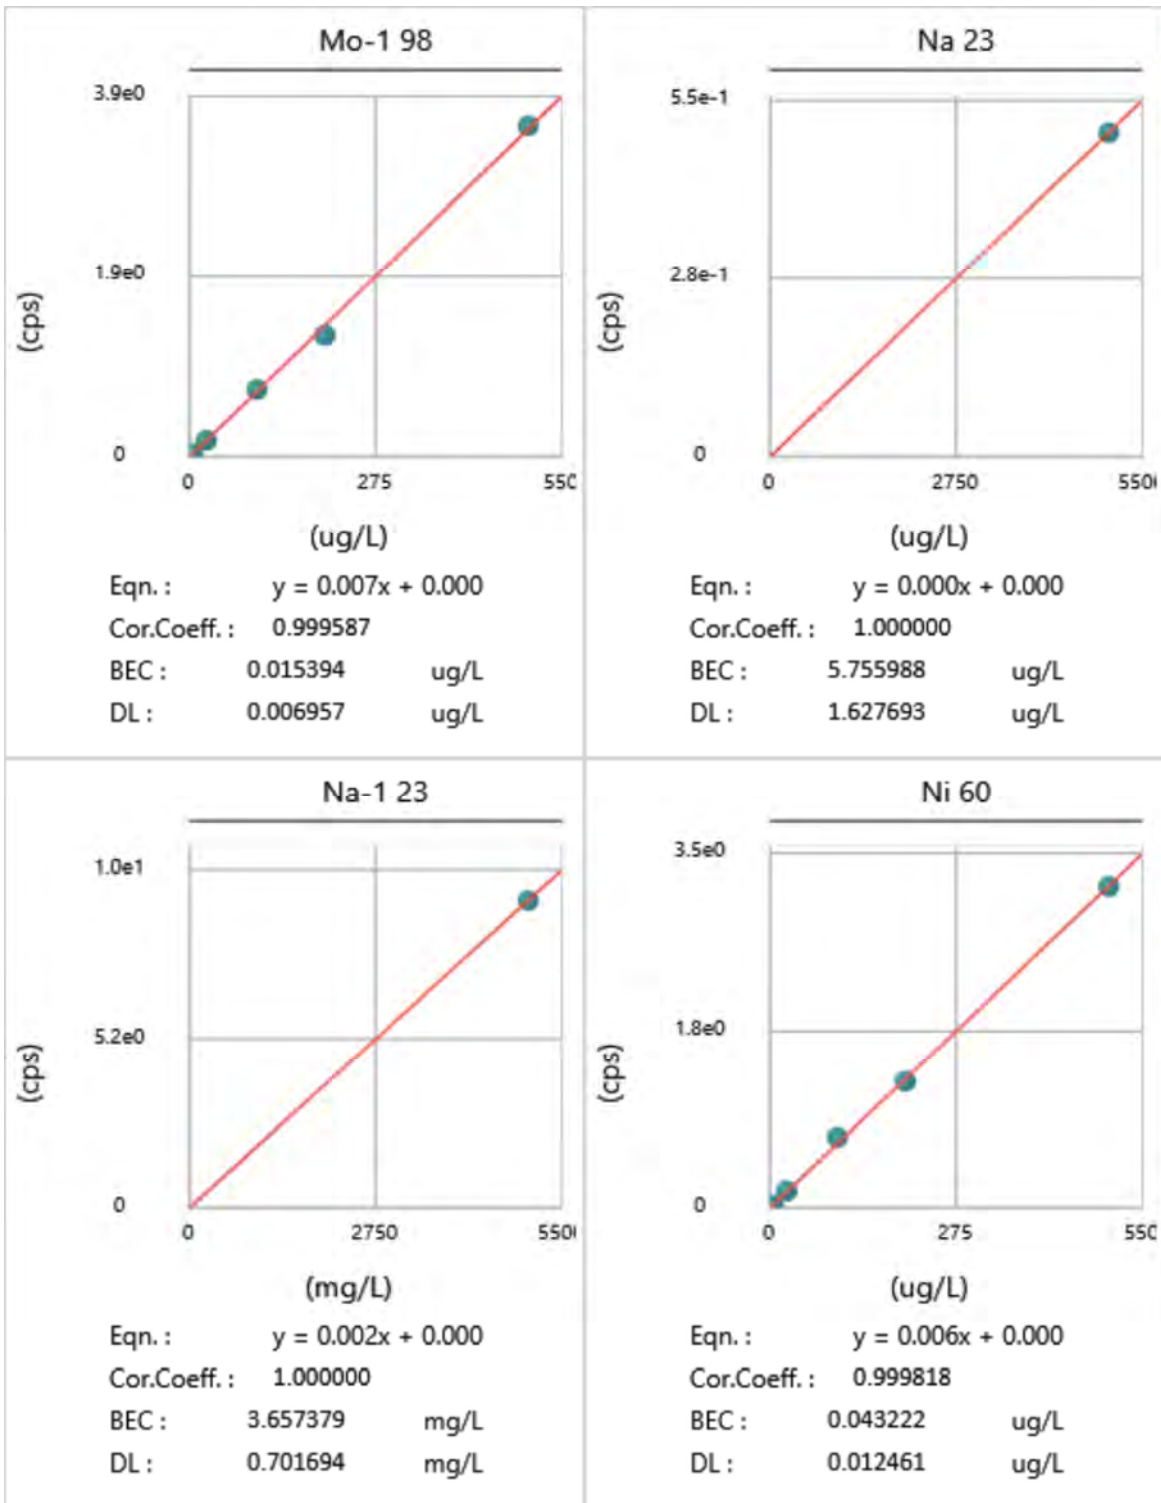 Mo-1 98
3.9e0
1.9e0
0
(cps)
0 275 550
(ug/L)
Eqn. : y = 0.007x + 0.000
Cor.Coeff. : 0.999587
BEC : 0.015394 ug/L
DL : 0.006957 ug/L
Na 23
5.5e-1
2.8e-1
0
(cps)
0 2750 550
(ug/L)
Eqn. : y = 0.000x + 0.000
Cor.Coeff. : 1.000000
BEC : 5.755988 ug/L
DL : 1.627693 ug/L
Na-1 23
1.0e1
5.2e0
0
(cps)
0 2750 550
(mg/L)
Eqn. : y = 0.002x + 0.000
Cor.Coeff. : 1.000000
BEC : 3.657379 mg/L
DL : 0.701694 mg/L
Ni 60
3.5e0
1.8e0
0
(cps)
0 275 550
(ug/L)
Eqn. : y = 0.006x + 0.000
Cor.Coeff. : 0.999818
BEC : 0.043222 ug/L
DL : 0.012461 ug/L